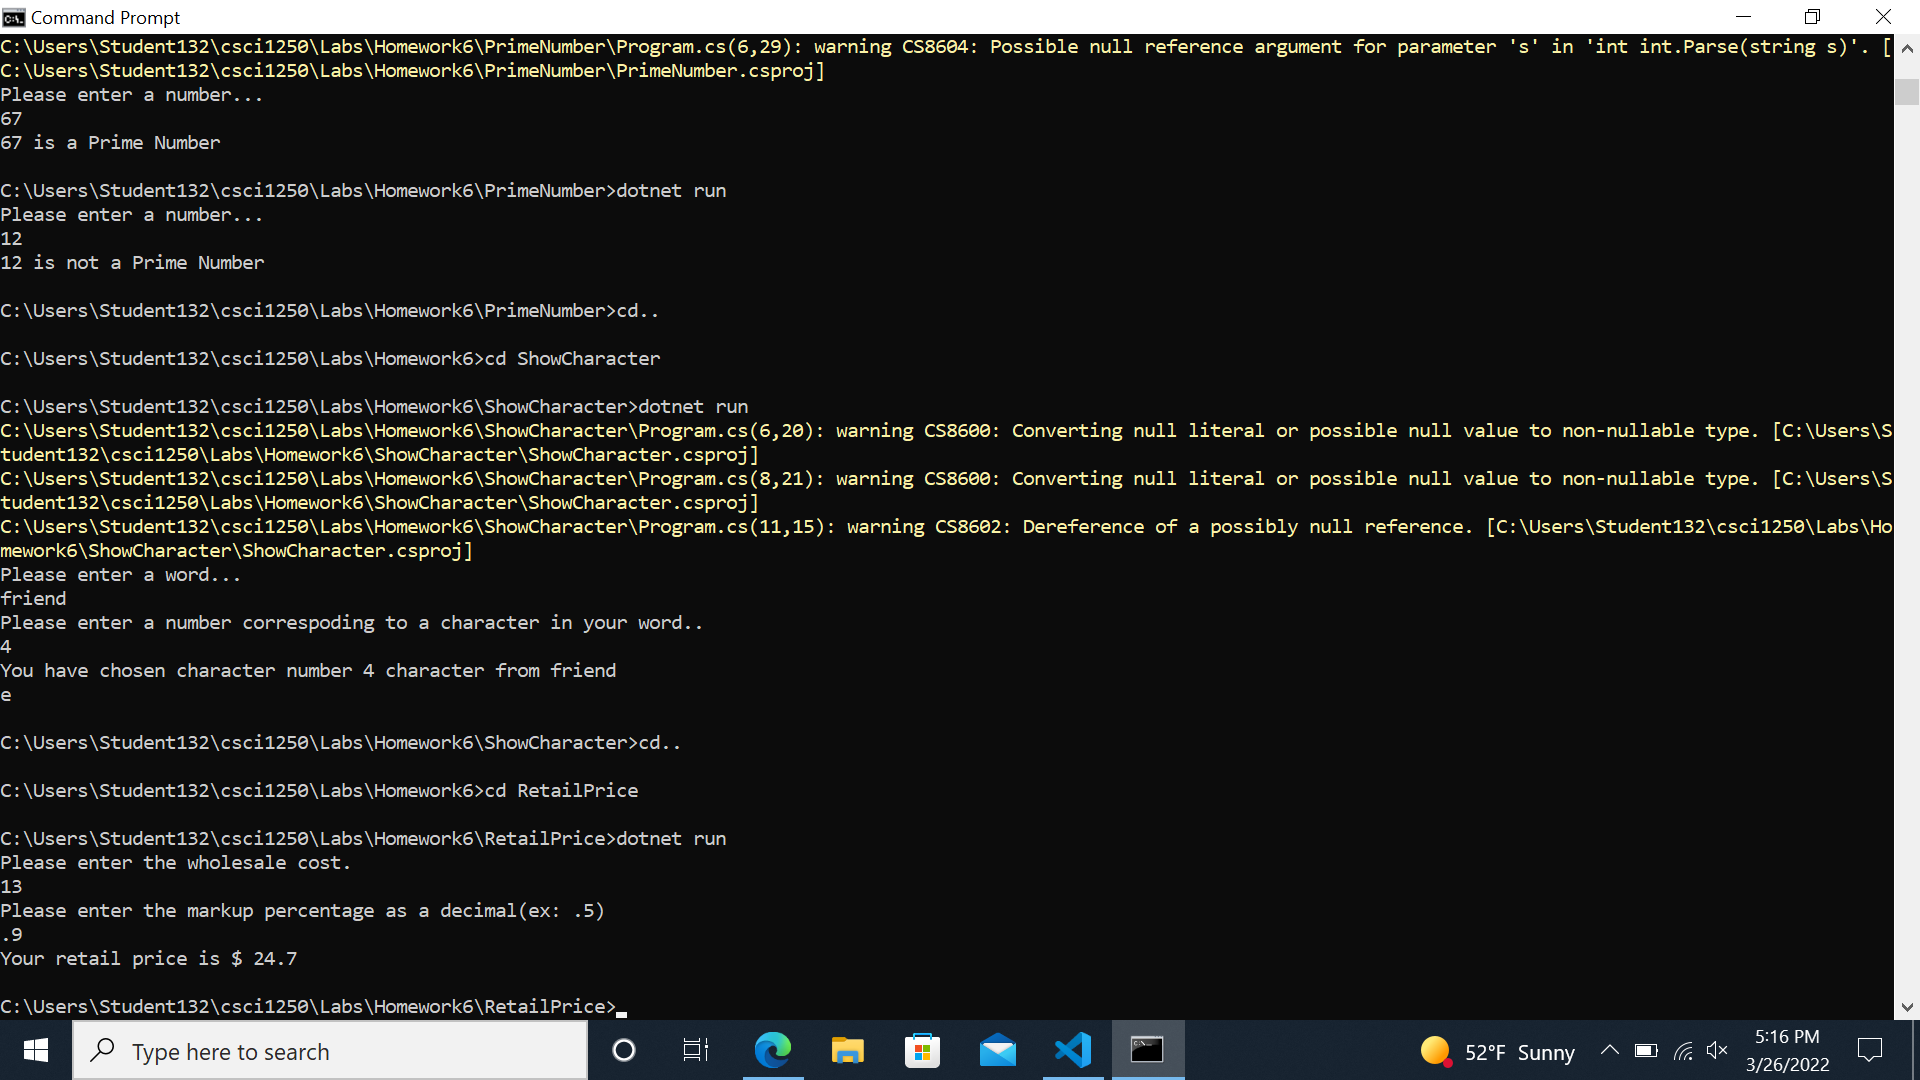 Command Prompt
C:\Users\Student132\csci1250\Labs\Homework6\PrimeNumber\Program.cs(6,29): warning CS8604: Possible null reference argument for parameter 's' in 'int int.Parse(string s)'. [
C:\Users\Student132\csci1250\Labs\Homework6\PrimeNumber\PrimeNumber.csproj]
Please enter a number...
67
67 is a Prime Number
C:\Users\Student132\csci1250\Labs\Homework6\PrimeNumber>dotnet run
Please enter a number...
12
12 is not a Prime Number
C:\Users\Student132\csci1250\Labs\Homework6\PrimeNumber>cd..
C:\Users\Student132\csci1250\Labs\Homework6>cd ShowCharacter
C:\Users\Student132\csci1250\Labs\Homework6\ShowCharacter>dotnet run
C:\Users\Student132\csci1250\Labs\Homework6\ShowCharacter\Program.cs(6,20): warning CS8600: Converting null literal or possible null value to non-nullable type. [C:\Users\S
tudent132\csci1250\Labs\Homework6\ShowCharacter\ShowCharacter.csproj]
C:\Users\Student132\csci1250\Labs\Homework6\ShowCharacter\Program.cs(8,21): warning CS8600: Converting null literal or possible null value to non-nullable type. [C:\Users\S
tudent132\csci1250\Labs\Homework6\ShowCharacter\ShowCharacter.csproj]
C:\Users\Student132\csci1250\Labs\Homework6\ShowCharacter\Program.cs(11,15): warning CS8602: Dereference of a possibly null reference. [C:\Users\Student132\csci1250\Labs\Ho
mework6\ShowCharacter\ShowCharacter.csproj]
Please enter a word...
friend
Please enter a number correspoding to a character in your word..
4
You have chosen character number 4 character from friend
e
C:\Users\Student132\csci1250\Labs\Homework6\ShowCharacter>cd..
C:\Users\Student132\csci1250\Labs\Homework6>cd RetailPrice
C:\Users\Student132\csci1250\Labs\Homework6\RetailPrice>dotnet run
Please enter the wholesale cost.
13
Please enter the markup percentage as a decimal(ex: .5)
.9
Your retail price is $ 24.7
C:\Users\Student132\csci1250\Labs\Homework6\RetailPrice>
Type here to search
52°F Sunny
5:16 PM
3/26/2022